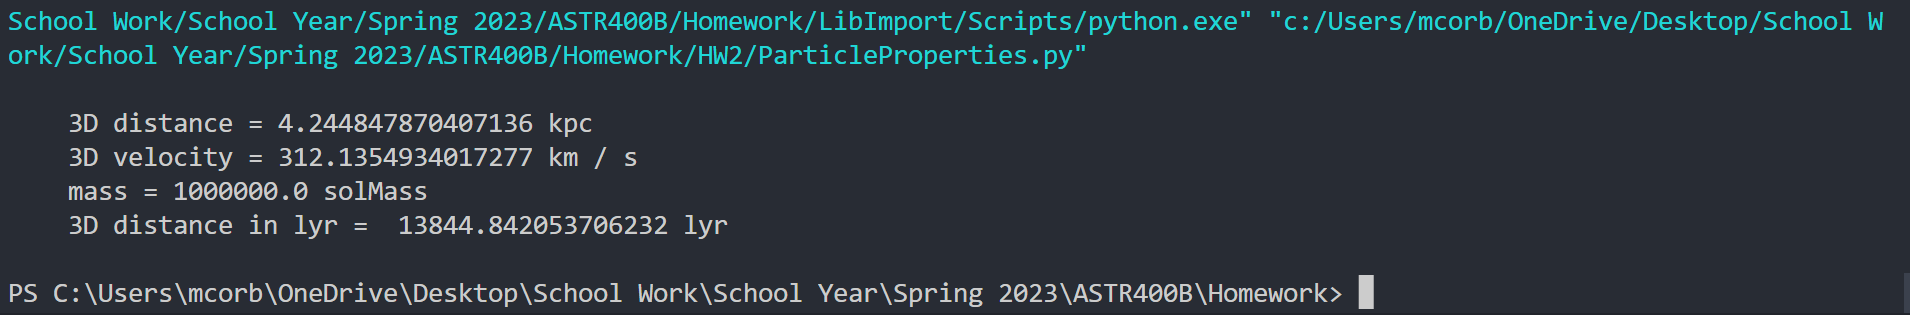 School Work/School Year/Spring 2023/ASTR400B/Homework/LibImport/Scripts/python.exe" "c:/Users/mcorb/OneDrive/Desktop/School W
ork/School Year/Spring 2023/ASTR400B/Homework/HW2/ParticleProperties.py"
3D distance = 4.244847870407136 kpc
3D velocity = 312.1354934017277 km / s
mass = 1000000.0 solMass
3D distance in lyr =  13844.842053706232 lyr
PS C:\Users\mcorb\OneDrive\Desktop\School Work\School Year\Spring 2023\ASTR400B\Homework>